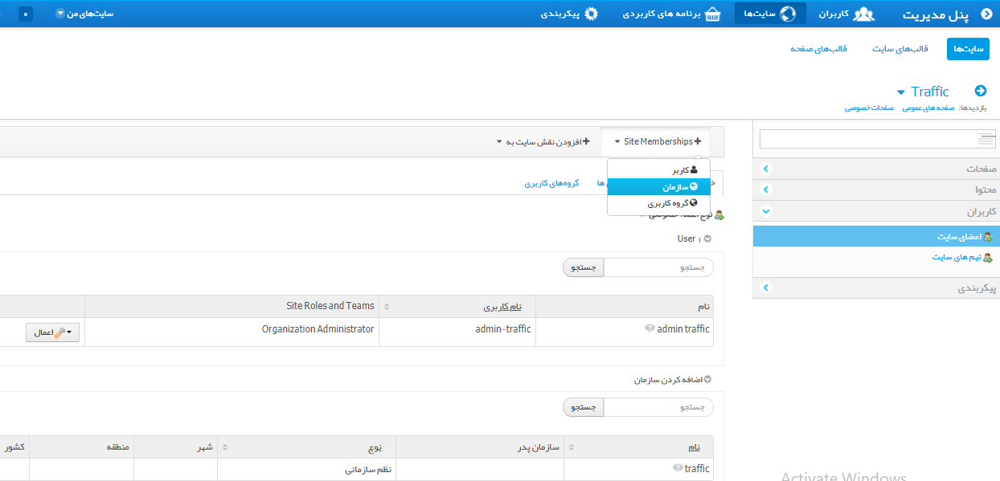 پنل مدیریت
کاربران
سایت‌ها
برنامه های کاربردی
پیکربندی
سایت‌های من
۰
سایت‌ها
قالب‌های سایت
قالب‌های صفحه
Traffic
بازدیدها: صفحه های عمومی صفحات خصوصی
صفحات
محتوا
کاربران
اعضای سایت
تیم های سایت
پیکربندی
Site Memberships
افزودن نقش سایت به
کاربر
سازمان
گروه کاربری
ها
گروه‌های کاربری
نوع
User ۱
جستجو جستجو
نام نام کاربری Site Roles and Teams
admin traffic admin-traffic Organization Administrator اعمال
اضافه کردن سازمان
جستجو جستجو
نام سازمان پدر نوع شهر منطقه کشور
traffic نظم سازمانی
Activate Windows